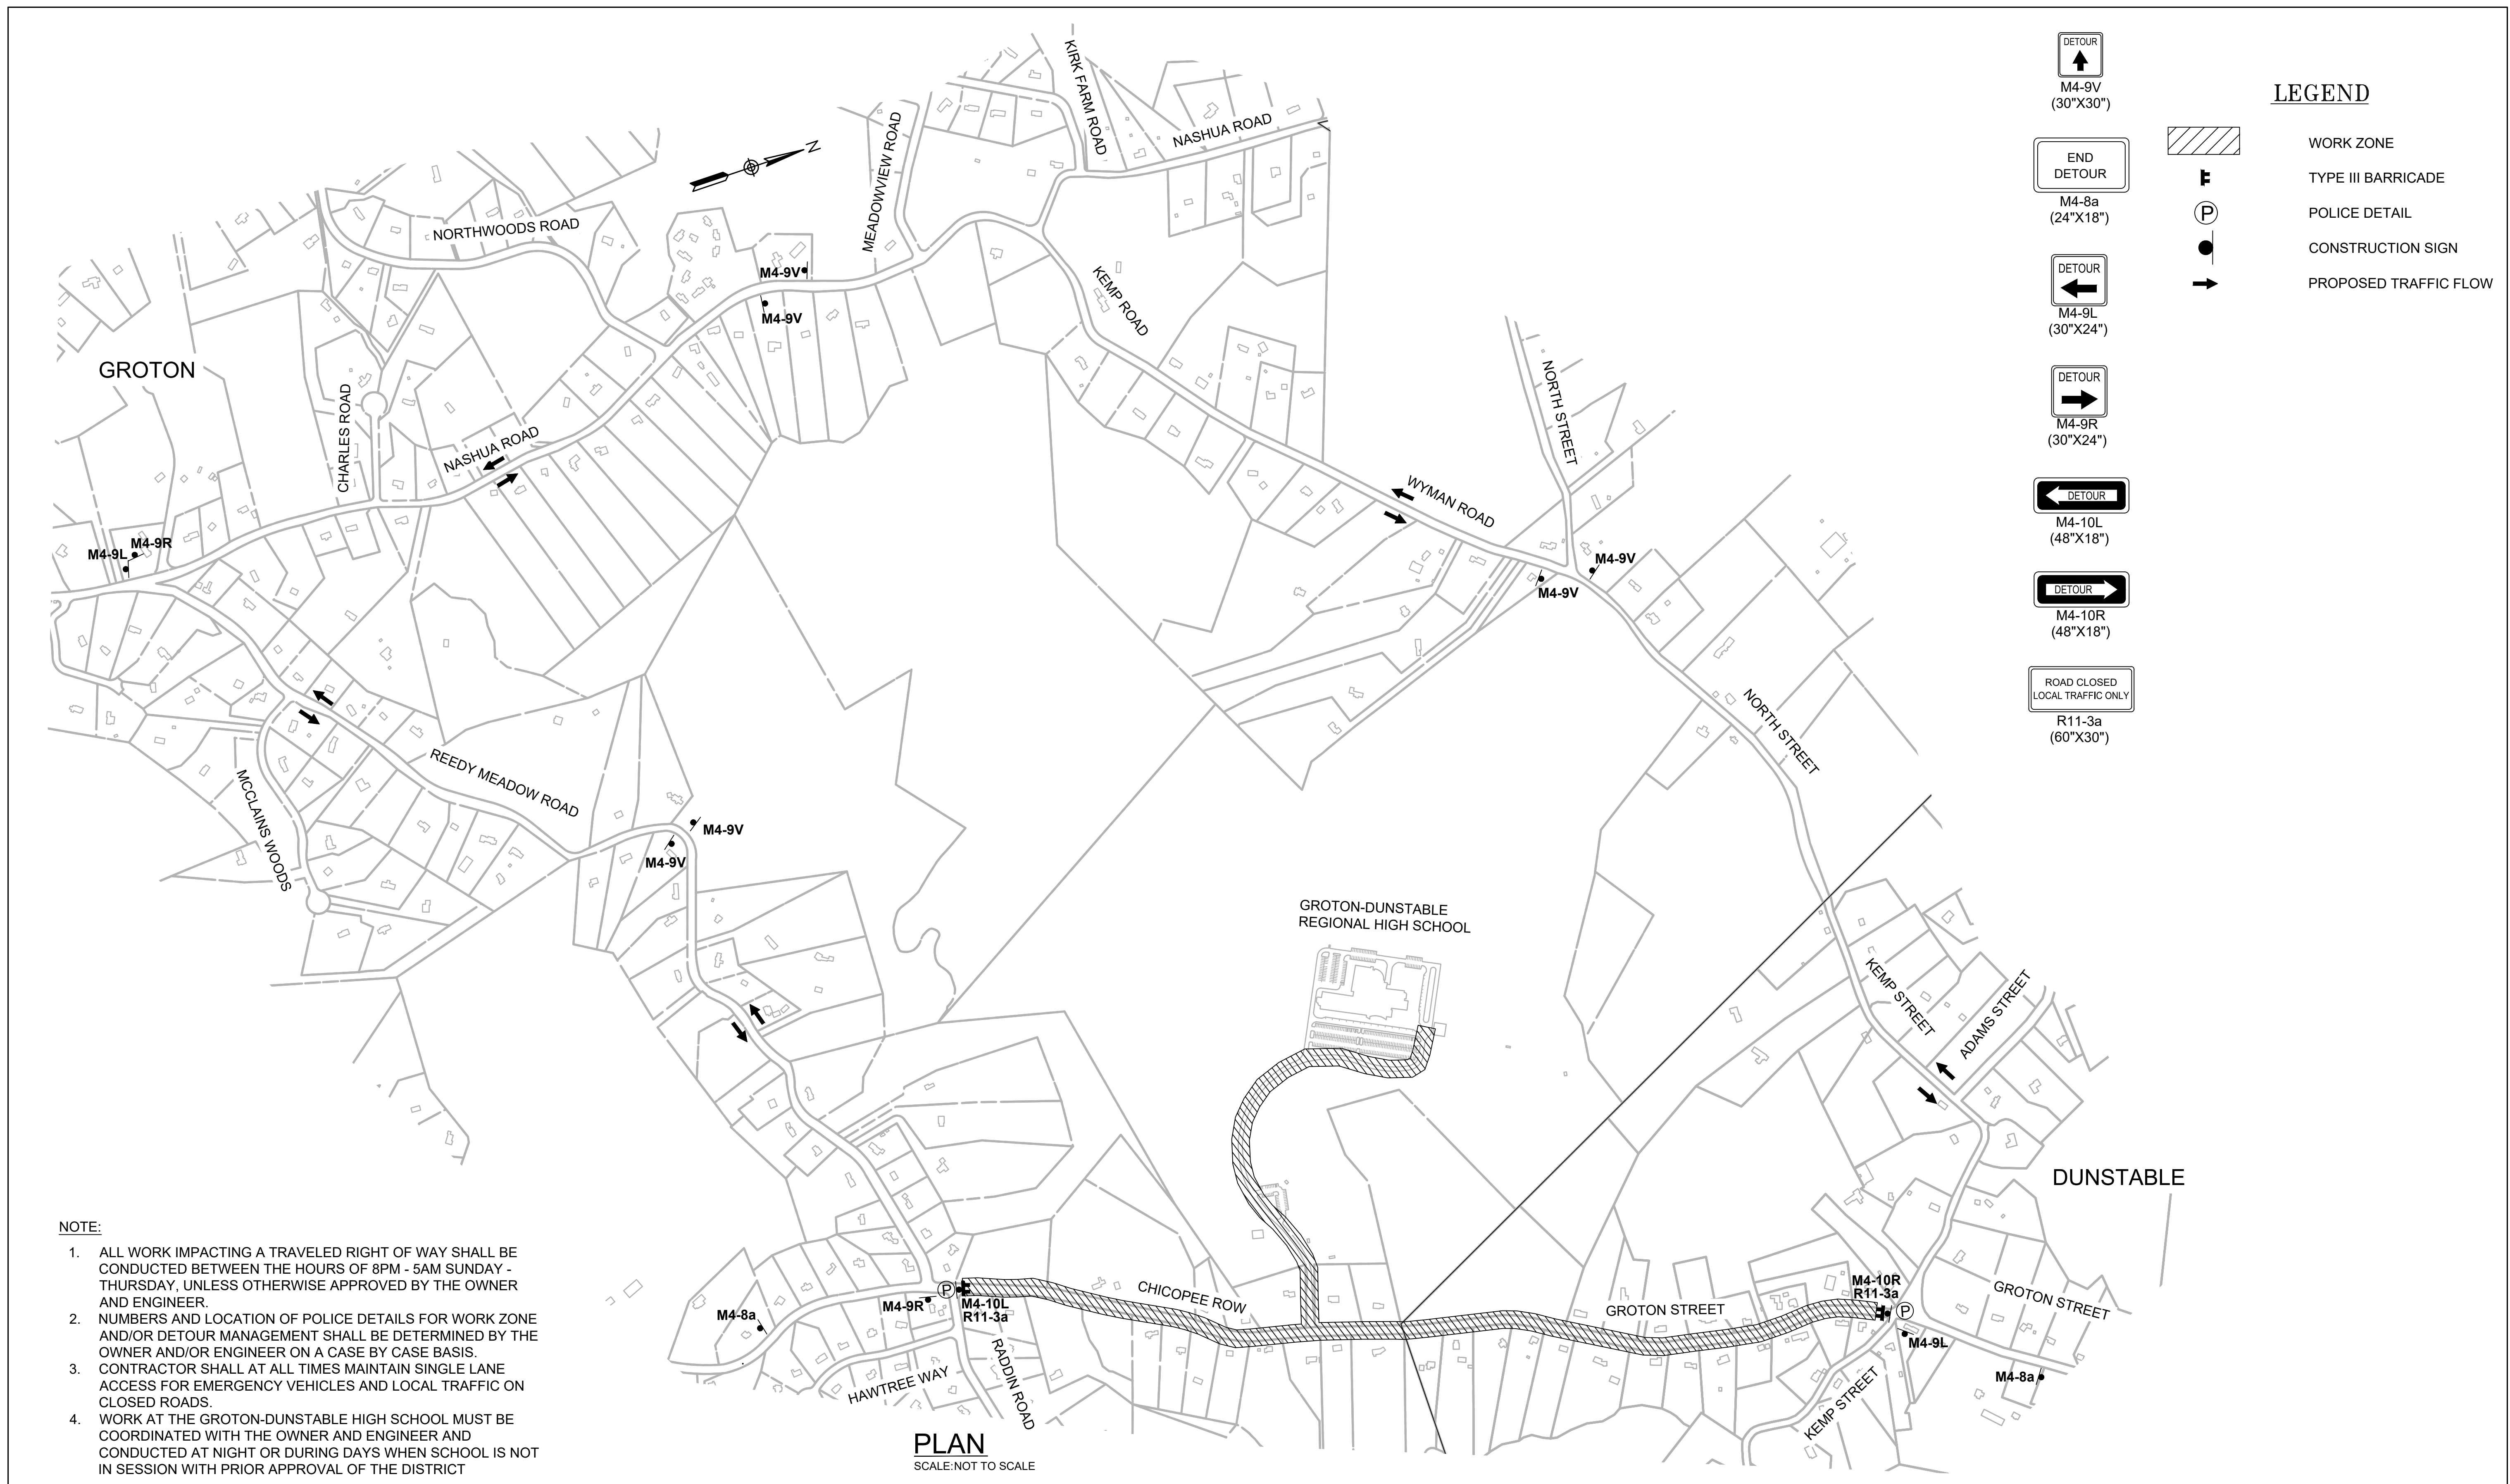 KIRK FARM ROAD
NASHUA ROAD
MEADOWVIEW ROAD
N
NORTHWOODS ROAD
M4-9V
M4-9V
KEMP ROAD
GROTON
CHARLES ROAD
NASHUA ROAD
NORTH STREET
WYMAN ROAD
M4-9L
M4-9R
M4-9V
M4-9V
NORTH STREET
REEDY MEADOW ROAD
MCCLAINS WOODS
M4-9V
M4-9V
GROTON-DUNSTABLE
REGIONAL HIGH SCHOOL
KEMP STREET
ADAMS STREET
DUNSTABLE
M4-8a
M4-9R
P
M4-10L
R11-3a
CHICOPEE ROW
GROTON STREET
M4-10R
R11-3a
P
GROTON STREET
M4-9L
M4-8a
HAWTREE WAY
RADDIN ROAD
KEMP STREET
DETOUR
M4-9V
(30"X30")
END
DETOUR
M4-8a
(24"X18")
DETOUR
M4-9L
(30"X24")
DETOUR
M4-9R
(30"X24")
DETOUR
M4-10L
(48"X18")
DETOUR
M4-10R
(48"X18")
ROAD CLOSED
LOCAL TRAFFIC ONLY
R11-3a
(60"X30")
LEGEND
WORK ZONE
TYPE III BARRICADE
P POLICE DETAIL
CONSTRUCTION SIGN
PROPOSED TRAFFIC FLOW
NOTE:
1. ALL WORK IMPACTING A TRAVELED RIGHT OF WAY SHALL BE
CONDUCTED BETWEEN THE HOURS OF 8PM - 5AM SUNDAY -
THURSDAY, UNLESS OTHERWISE APPROVED BY THE OWNER
AND ENGINEER.
2. NUMBERS AND LOCATION OF POLICE DETAILS FOR WORK ZONE
AND/OR DETOUR MANAGEMENT SHALL BE DETERMINED BY THE
OWNER AND/OR ENGINEER ON A CASE BY CASE BASIS.
3. CONTRACTOR SHALL AT ALL TIMES MAINTAIN SINGLE LANE
ACCESS FOR EMERGENCY VEHICLES AND LOCAL TRAFFIC ON
CLOSED ROADS.
4. WORK AT THE GROTON-DUNSTABLE HIGH SCHOOL MUST BE
COORDINATED WITH THE OWNER AND ENGINEER AND
CONDUCTED AT NIGHT OR DURING DAYS WHEN SCHOOL IS NOT
IN SESSION WITH PRIOR APPROVAL OF THE DISTRICT
PLAN
SCALE:NOT TO SCALE